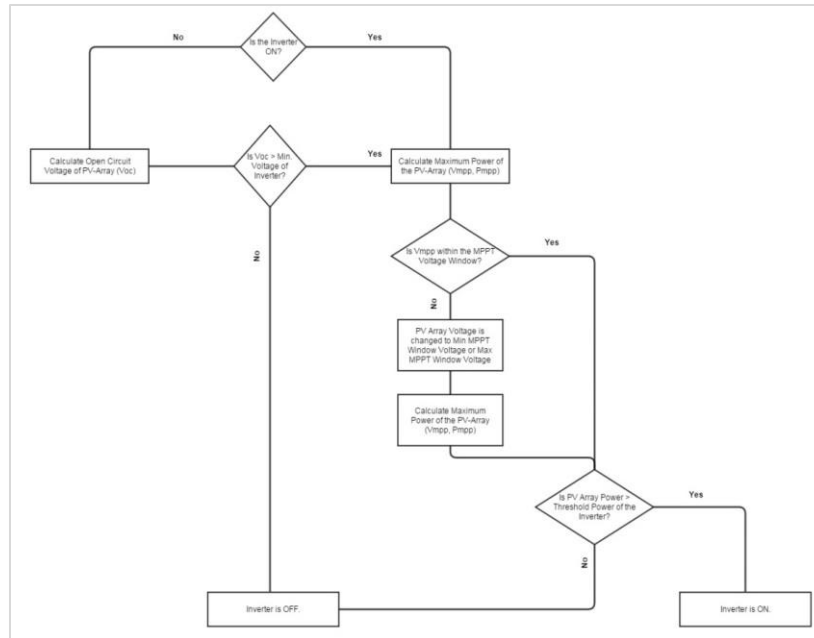 Is the Inverter
ON?
No
Yes
Calculate Open Circuit
Voltage of PV-Array (Voc)
Is Voc > Min.
Voltage of
Inverter?
Yes
No
Calculate Maximum Power of
the PV-Array (Vmpp, Pmpp)
Is Vmpp within the MPPT
Voltage Window?
Yes
No
PV Array Voltage is
changed to Min MPPT
Window Voltage or Max
MPPT Window Voltage
Calculate Maximum
Power of the PV-Array
(Vmpp, Pmpp)
Is PV Array Power >
Threshold Power of the
Inverter?
Yes
No
Inverter is OFF.
Inverter is ON.